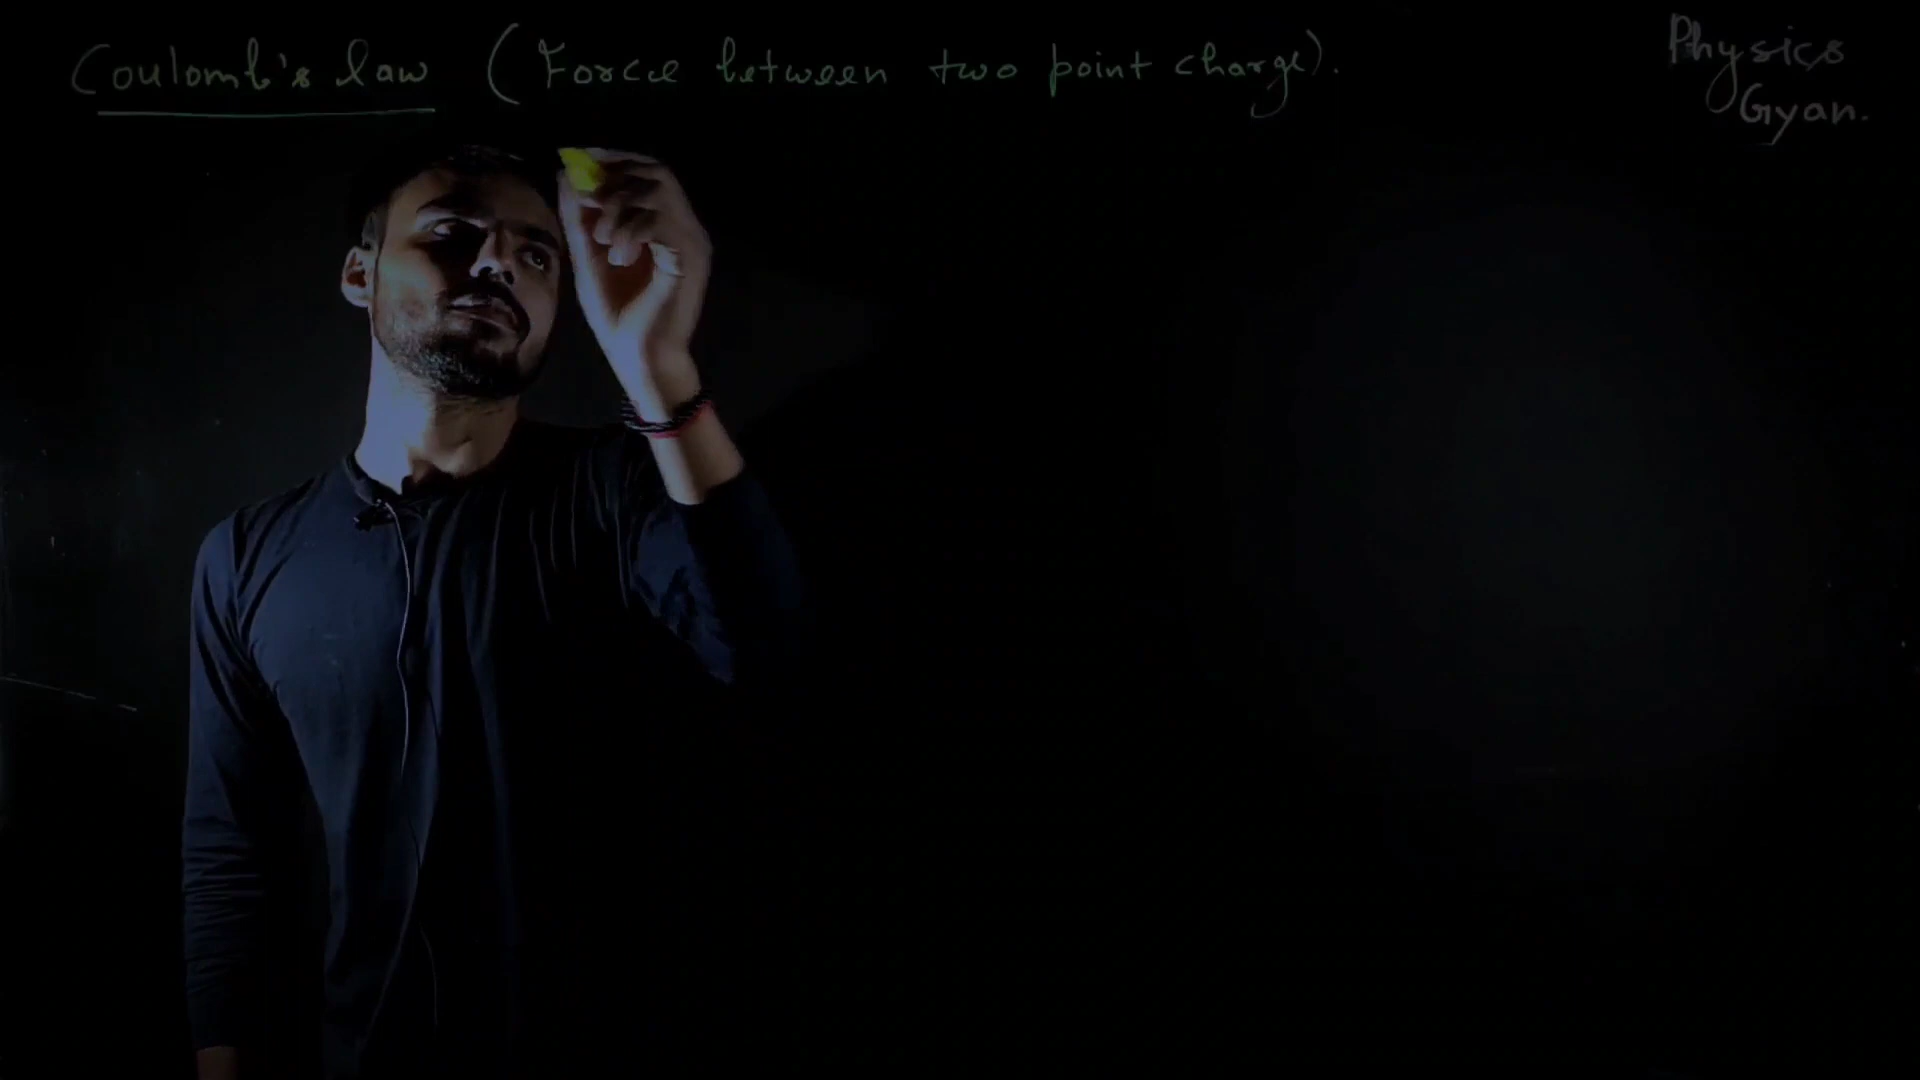 Coulomb's law (Force between two point charge).
Physics
Gyan.